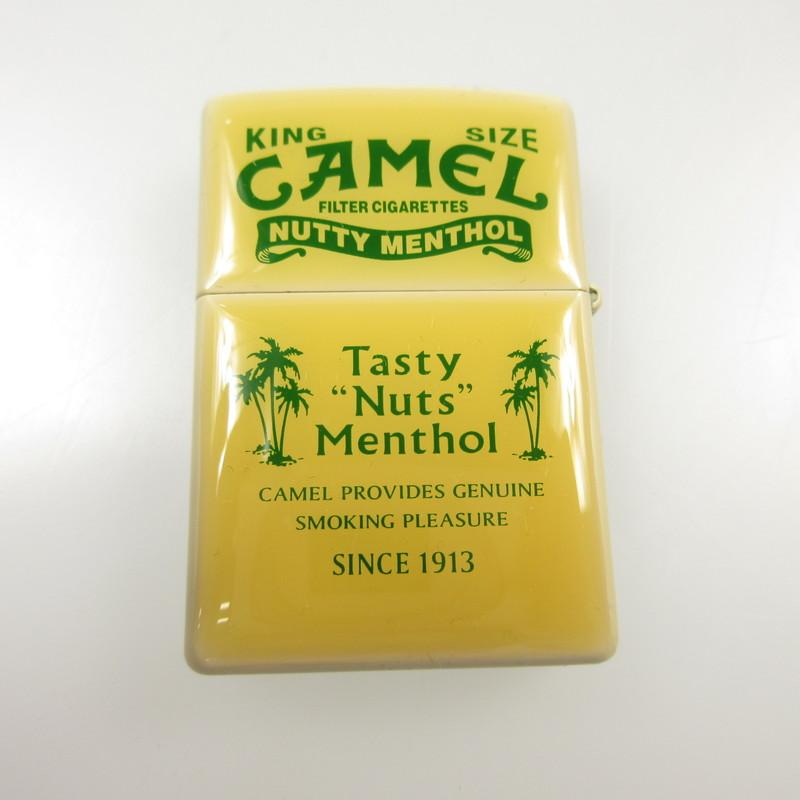 KING SIZE
CAMEL
FILTER CIGARETTES
NUTTY MENTHOL
Tasty
“Nuts”
Menthol
CAMEL PROVIDES GENUINE
SMOKING PLEASURE
SINCE 1913